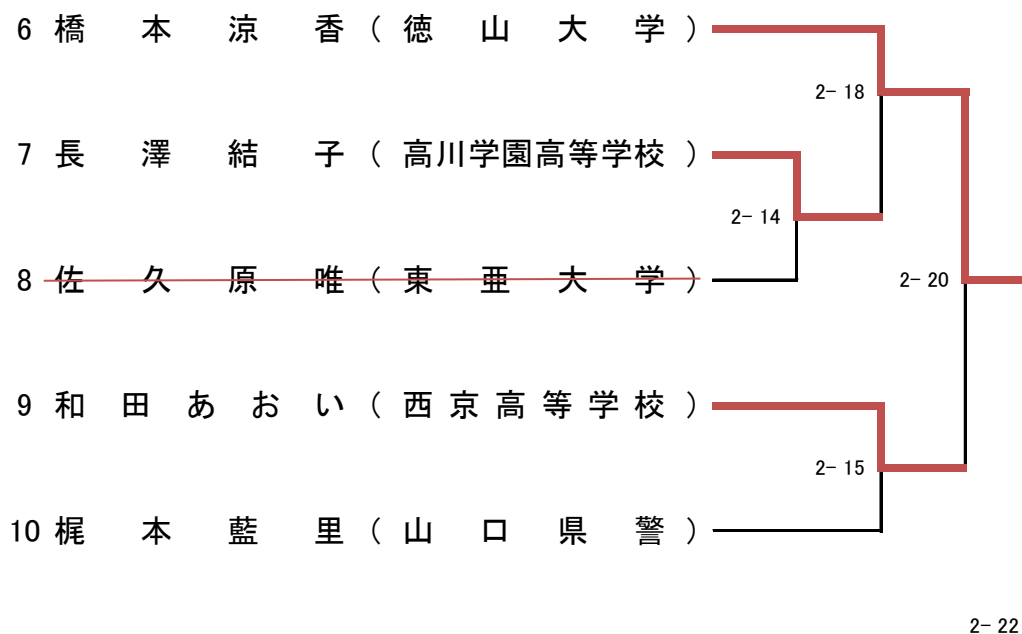 6 橋本涼香(徳山大学)
2-18
7 長澤結子(高川学園高等学校)
2-14
8 佐久原唯(東亜大学)
2-20
9 和田あおい(西京高等学校)
2-15
10 梶本藍里(山口県警)
2-22